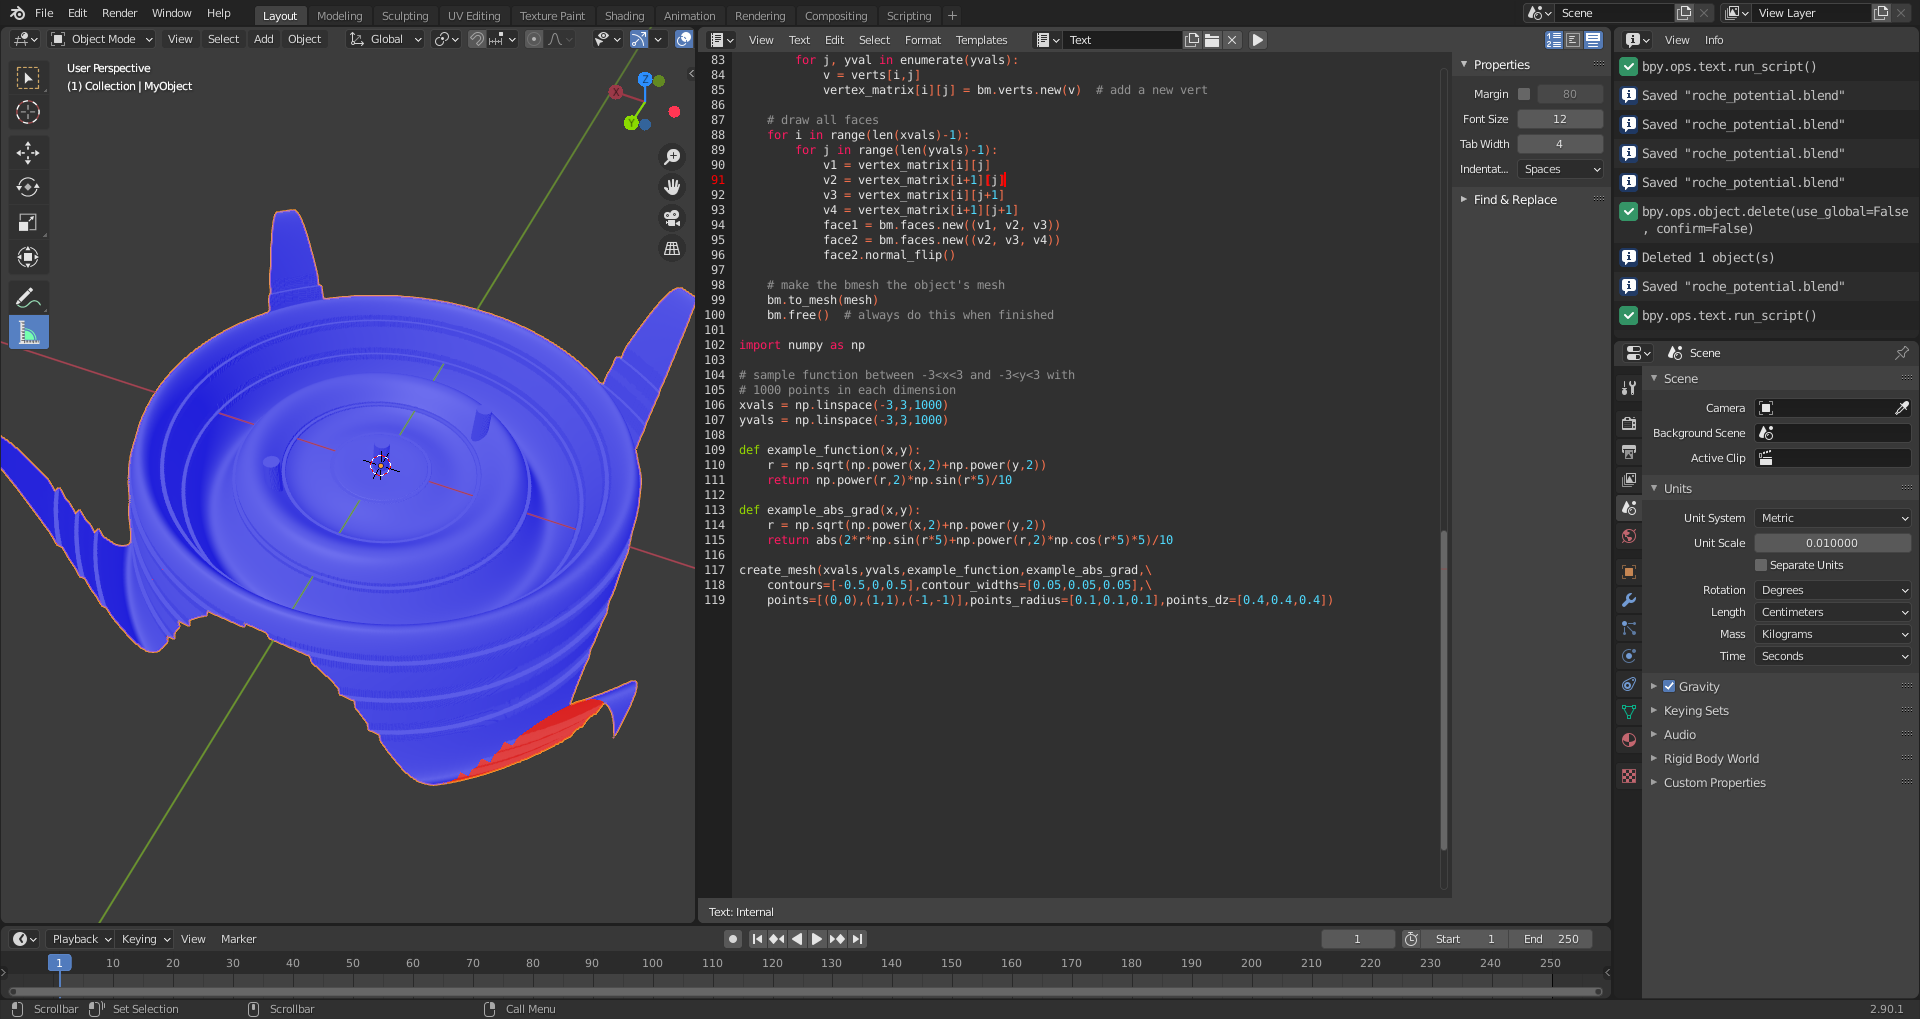 File Edit Render Window Help Layout Modeling Sculpting UV Editing Texture Paint Shading Animation Rendering Compositing Scripting + Scene View Layer
Object Mode View Select Add Object Global
View Text Edit Select Format Templates Text
View Info
User Perspective
(1) Collection | MyObject
X
Y
Z
83 for j, yval in enumerate(yvals):
84 v = verts[i,j]
85 vertex_matrix[i][j] = bm.verts.new(v)  # add a new vert
86
87 # draw all faces
88 for i in range(len(xvals)-1):
89 for j in range(len(yvals)-1):
90 v1 = vertex_matrix[i][j]
91 v2 = vertex_matrix[i+1][j]
92 v3 = vertex_matrix[i][j+1]
93 v4 = vertex_matrix[i+1][j+1]
94 face1 = bm.faces.new((v1, v2, v3))
95 face2 = bm.faces.new((v2, v3, v4))
96 face2.normal_flip()
97
98 # make the bmesh the object's mesh
99 bm.to_mesh(mesh)
100 bm.free()  # always do this when finished
101
102 import numpy as np
103
104 # sample function between -3<x<3 and -3<y<3 with
105 # 1000 points in each dimension
106 xvals = np.linspace(-3,3,1000)
107 yvals = np.linspace(-3,3,1000)
108
109 def example_function(x,y):
110 r = np.sqrt(np.power(x,2)+np.power(y,2))
111 return np.power(r,2)*np.sin(r*5)/10
112
113 def example_abs_grad(x,y):
114 r = np.sqrt(np.power(x,2)+np.power(y,2))
115 return abs(2*r*np.sin(r*5)+np.power(r,2)*np.cos(r*5)*5)/10
116
117 create_mesh(xvals,yvals,example_function,example_abs_grad,\
118 contours=[-0.5,0,0.5],contour_widths=[0.05,0.05,0.05],\
119 points=[(0,0),(1,1),(-1,-1)],points_radius=[0.1,0.1,0.1],points_dz=[0.4,0.4,0.4])
Text: Internal
Properties
Margin 80
Font Size 12
Tab Width 4
Indentat... Spaces
Find & Replace
bpy.ops.text.run_script()
Saved "roche_potential.blend"
Saved "roche_potential.blend"
Saved "roche_potential.blend"
Saved "roche_potential.blend"
bpy.ops.object.delete(use_global=False
, confirm=False)
Deleted 1 object(s)
Saved "roche_potential.blend"
bpy.ops.text.run_script()
Scene
Scene
Camera
Background Scene
Active Clip
Units
Unit System Metric
Unit Scale 0.010000
Separate Units
Rotation Degrees
Length Centimeters
Mass Kilograms
Time Seconds
Gravity
Keying Sets
Audio
Rigid Body World
Custom Properties
Playback Keying View Marker 1 Start 1 End 250
1 10 20 30 40 50 60 70 80 90 100 110 120 130 140 150 160 170 180 190 200 210 220 230 240 250
Scrollbar Set Selection Scrollbar Call Menu 2.90.1